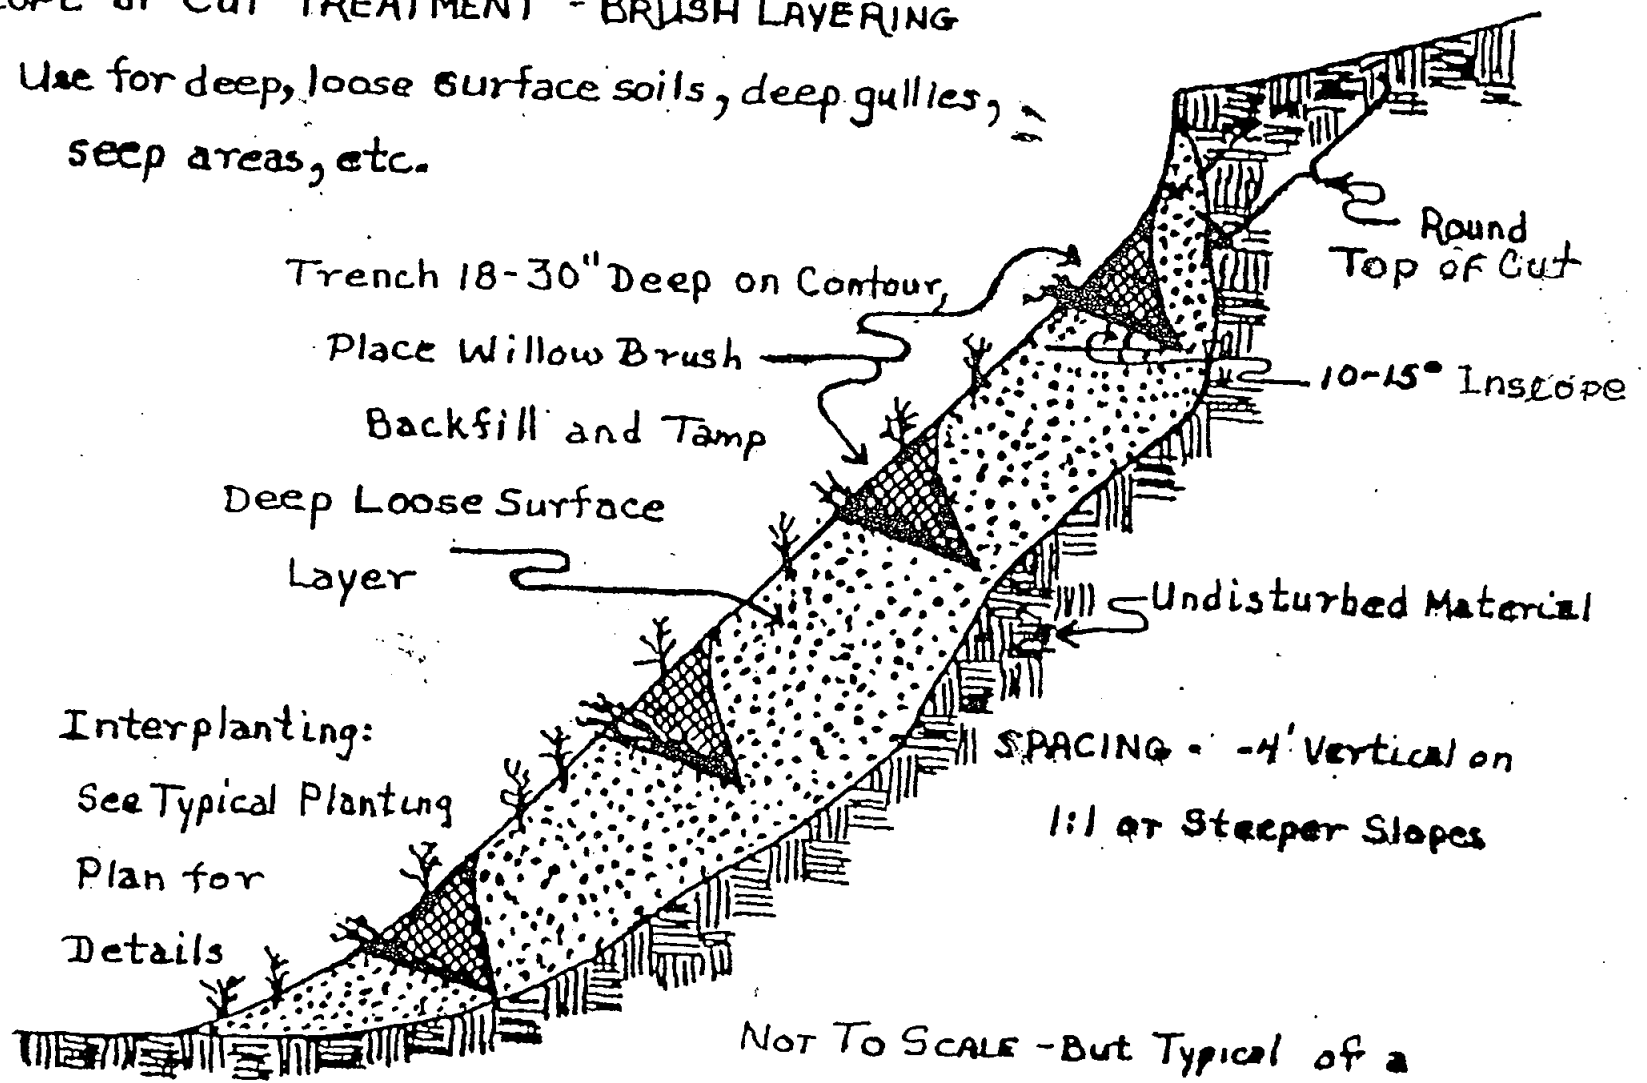 or Cut TREATMENT - BRUSH LAYERING
Use for deep, loose surface soils, deep gullies,
seep areas, etc.
Round
Top of Cut
Trench 18-30" Deep on Contour,
Place Willow Brush
Backfill and Tamp
10-15° Inslope
Deep Loose Surface
Layer
Undisturbed Material
Interplanting:
See Typical Planting
Plan for
Details
SPACING - -4' Vertical on
1:1 or Steeper Slopes
NOT TO SCALE -But Typical of a